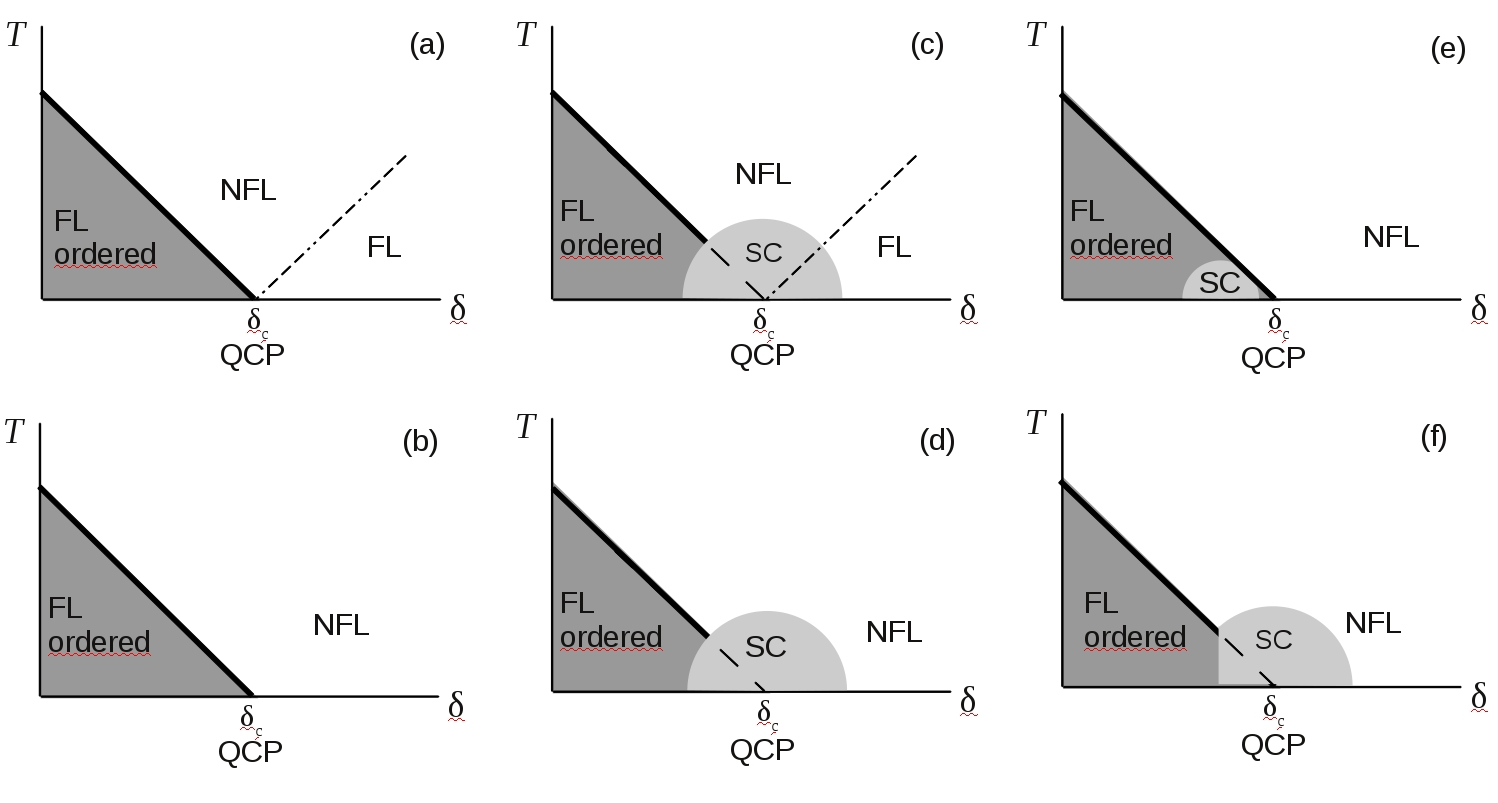 T
(a)
NFL
FL
ordered
FL
δ
δc
QCP
T
(c)
NFL
FL
ordered
SC
FL
δ
δc
QCP
T
(e)
FL
ordered
NFL
SC
δ
δc
QCP
T
(b)
FL
ordered
NFL
δ
δc
QCP
T
(d)
FL
ordered
SC
NFL
δ
δc
QCP
T
(f)
FL
ordered
SC
NFL
δ
δc
QCP